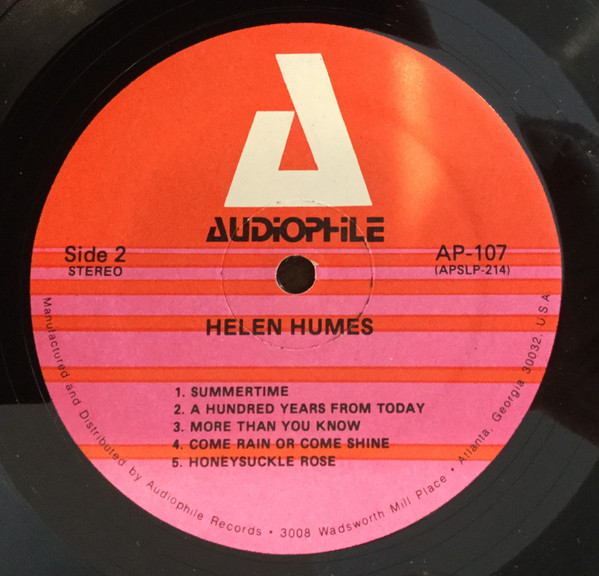 AUDIOPHILE
Side 2
STEREO
AP-107
(APSLP-214)
HELEN HUMES
1. SUMMERTIME
2. A HUNDRED YEARS FROM TODAY
3. MORE THAN YOU KNOW
4. COME RAIN OR COME SHINE
5. HONEYSUCKLE ROSE
Manufactured and Distributed by Audiophile Records • 3008 Wadsworth Mill Place • Atlanta, Georgia 30032, U.S.A.